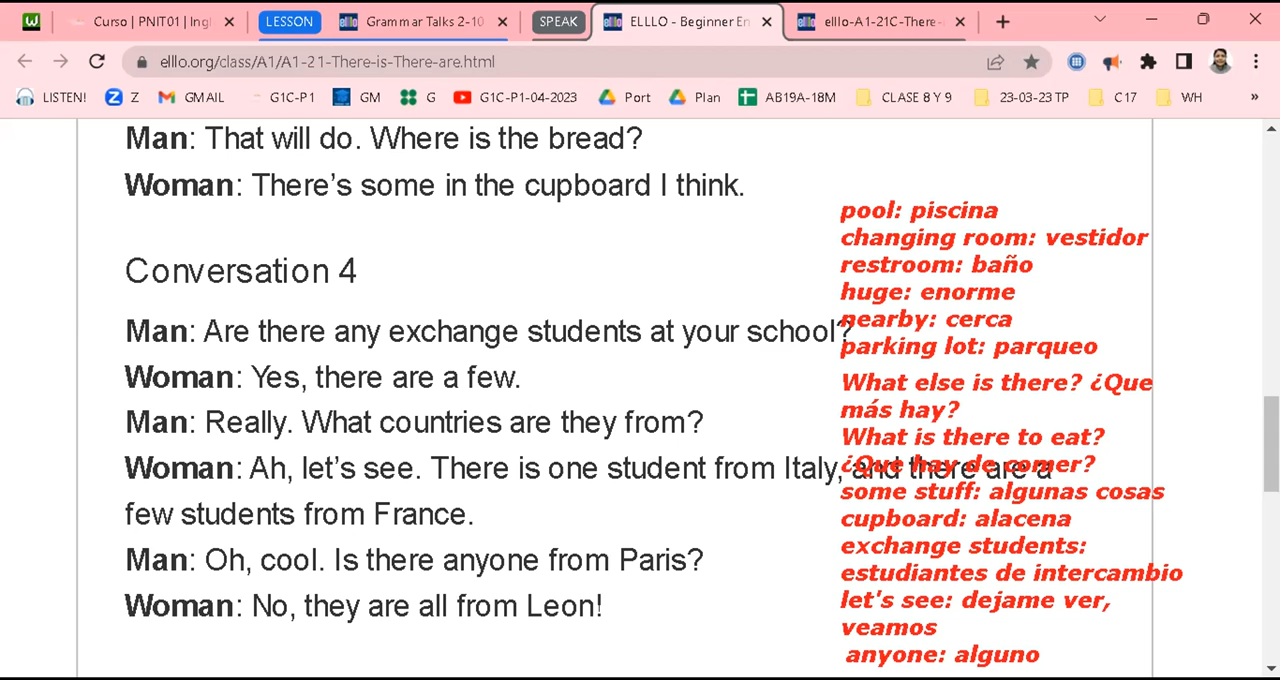 Curso | PNIT01 | Ingl
LESSON
Grammar Talks 2-10
SPEAK
ELLLO - Beginner En
elllo-A1-21C-There-
elllo.org/class/A1/A1-21-There-is-There-are.html
LISTEN! Z GMAIL G1C-P1 GM G G1C-P1-04-2023 Port Plan AB19A-18M CLASE 8 Y 9 23-03-23 TP C17 WH »
Man: That will do. Where is the bread?
Woman: There’s some in the cupboard I think.
Conversation 4
Man: Are there any exchange students at your school?
Woman: Yes, there are a few.
Man: Really. What countries are they from?
Woman: Ah, let’s see. There is one student from Italy, and there are a
few students from France.
Man: Oh, cool. Is there anyone from Paris?
Woman: No, they are all from Leon!
pool: piscina
changing room: vestidor
restroom: baño
huge: enorme
nearby: cerca
parking lot: parqueo
What else is there? ¿Que
más hay?
What is there to eat?
¿Que hay de comer?
some stuff: algunas cosas
cupboard: alacena
exchange students:
estudiantes de intercambio
let's see: dejame ver,
veamos
anyone: alguno